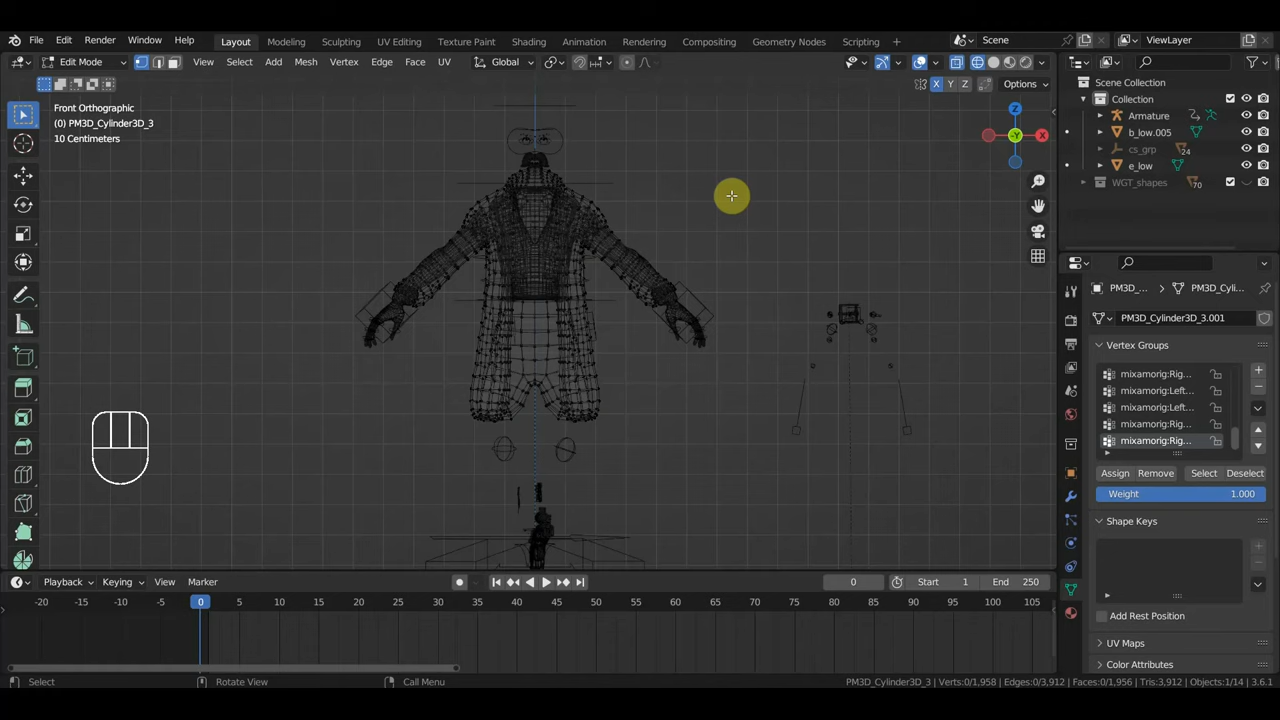 File Edit Render Window Help Layout Modeling Sculpting UV Editing Texture Paint Shading Animation Rendering Compositing Geometry Nodes Scripting + Scene ViewLayer
Edit Mode View Select Add Mesh Vertex Edge Face UV Global
X Y Z Options
Front Orthographic
(0) PM3D_Cylinder3D_3
10 Centimeters
Z
-Y X
Scene Collection
Collection
Armature
b_low.005
cs_grp 24
e_low
WGT_shapes 70
PM3D_... PM3D_Cyli...
PM3D_Cylinder3D_3.001
Vertex Groups
mixamorig:Rig...
mixamorig:Left...
mixamorig:Left...
mixamorig:Rig...
mixamorig:Rig...
Assign Remove Select Deselect
Weight 1.000
Shape Keys
Add Rest Position
UV Maps
Color Attributes
Playback Keying View Marker 0 Start 1 End 250
-20 -15 -10 -5 0 5 10 15 20 25 30 35 40 45 50 55 60 65 70 75 80 85 90 95 100 105
Select Rotate View Call Menu PM3D_Cylinder3D_3 | Verts:0/1,958 | Edges:0/3,912 | Faces:0/1,956 | Tris:3,912 | Objects:1/14 | 3.6.1